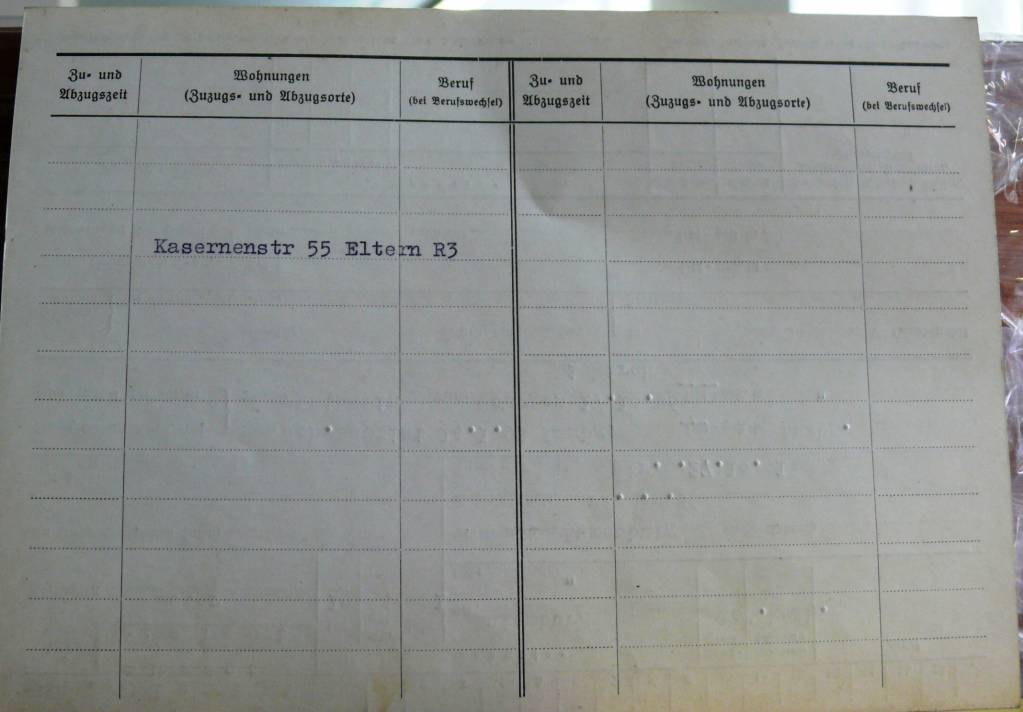 Zu- und
Abzugszeit
Wohnungen
(Zuzugs- und Abzugsorte)
Beruf
(bei Berufswechsel)
Zu- und
Abzugszeit
Wohnungen
(Zuzugs- und Abzugsorte)
Beruf
(bei Berufswechsel)
Kasernenstr 55 Eltern R3